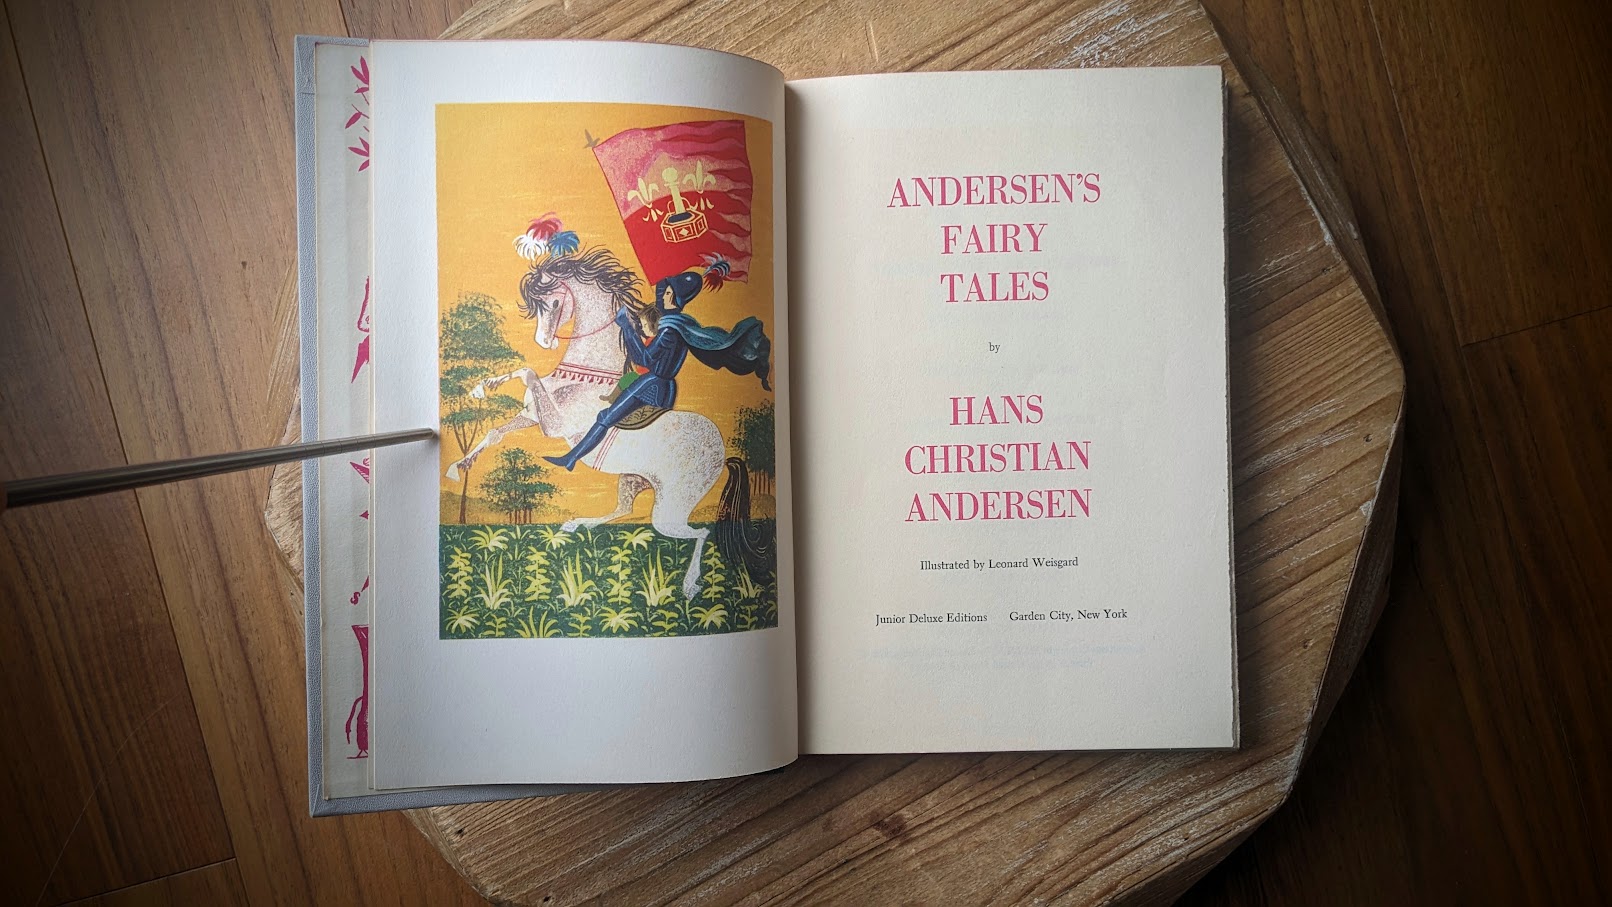 ANDERSEN'S
FAIRY
TALES
by
HANS
CHRISTIAN
ANDERSEN
Illustrated by Leonard Weisgard
Junior Deluxe Editions Garden City, New York